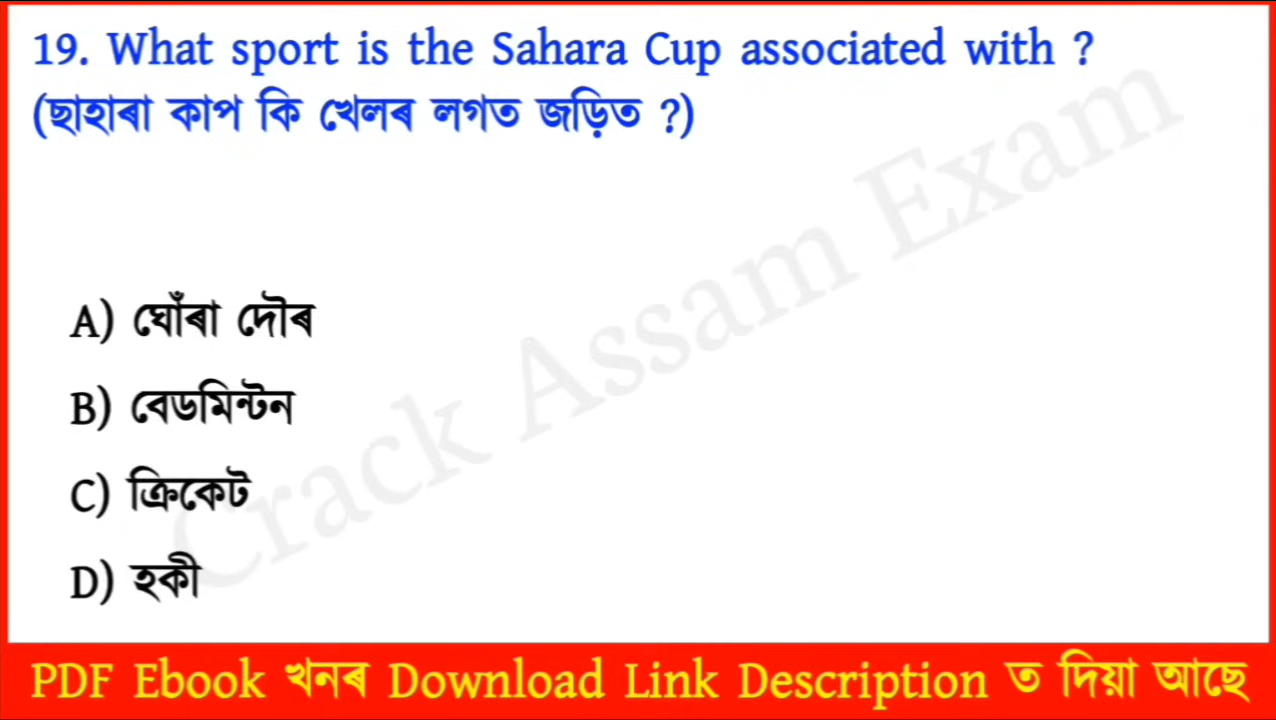 19. What sport is the Sahara Cup associated with ?
(ছাহাৰা কাপ কি খেলৰ লগত জড়িত ?)
A) ঘোঁৰা দৌৰ
B) বেডমিন্টন
C) ক্ৰিকেট
D) হকী
Crack Assam Exam
PDF Ebook খনৰ Download Link Description ত দিয়া আছে